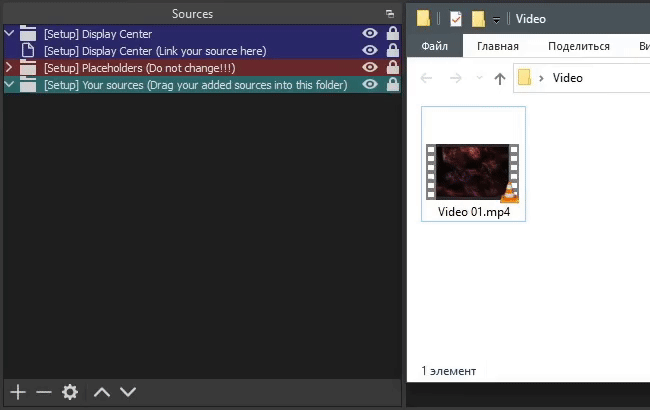 Sources
[Setup] Display Center
[Setup] Display Center (Link your source here)
[Setup] Placeholders (Do not change!!!)
[Setup] Your sources (Drag your added sources into this folder)
Video
Файл Главная Поделиться Ви
Video
Video 01.mp4
1 элемент